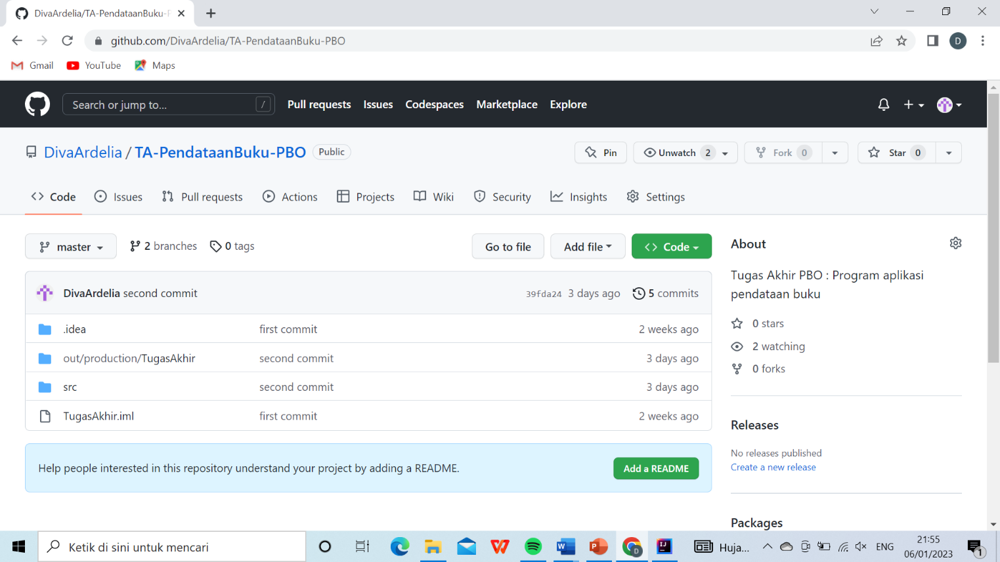 DivaArdelia/TA-PendataanBuku-P
github.com/DivaArdelia/TA-PendataanBuku-PBO
D
Gmail YouTube Maps
Search or jump to... / Pull requests Issues Codespaces Marketplace Explore
DivaArdelia / TA-PendataanBuku-PBO Public Pin Unwatch 2 Fork 0 Star 0
Code Issues Pull requests Actions Projects Wiki Security Insights Settings
master 2 branches 0 tags Go to file Add file Code
DivaArdelia second commit 39fda24 3 days ago 5 commits
.idea first commit 2 weeks ago
out/production/TugasAkhir second commit 3 days ago
src second commit 3 days ago
TugasAkhir.iml first commit 2 weeks ago
Help people interested in this repository understand your project by adding a README. Add a README
About
Tugas Akhir PBO : Program aplikasi
pendataan buku
0 stars
2 watching
0 forks
Releases
No releases published
Create a new release
Packages
Ketik di sini untuk mencari
W
P
D
IJ
Huja...
ENG
21:55
06/01/2023
1